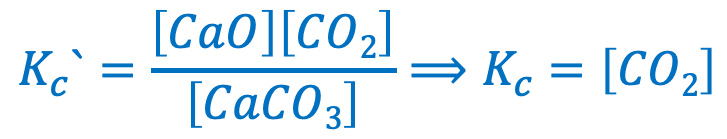 K_c` = [CaO][CO_2] / [CaCO_3] ⟹ K_c = [CO_2]